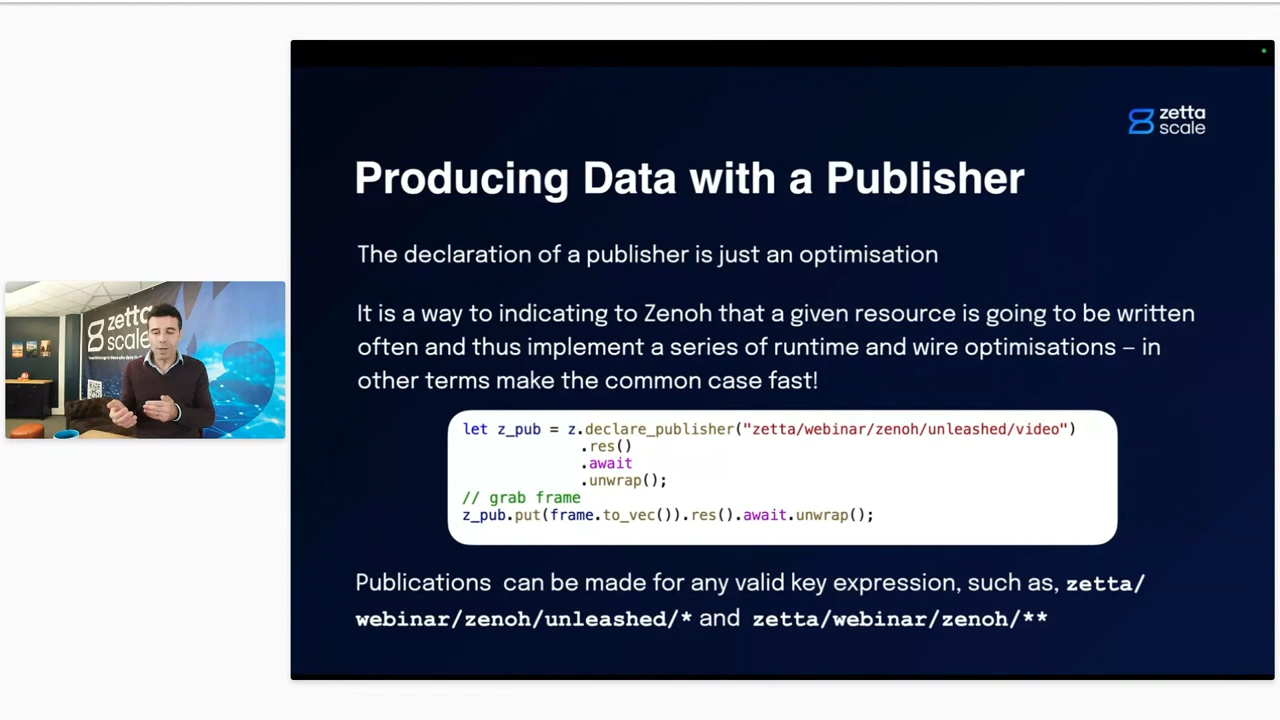 zetta
scale
Producing Data with a Publisher
The declaration of a publisher is just an optimisation
It is a way to indicating to Zenoh that a given resource is going to be written
often and thus implement a series of runtime and wire optimisations – in
other terms make the common case fast!
let z_pub = z.declare_publisher("zetta/webinar/zenoh/unleashed/video")
.res()
.await
.unwrap();
// grab frame
z_pub.put(frame.to_vec()).res().await.unwrap();
Publications can be made for any valid key expression, such as, zetta/
webinar/zenoh/unleashed/* and zetta/webinar/zenoh/**
zetta
scale